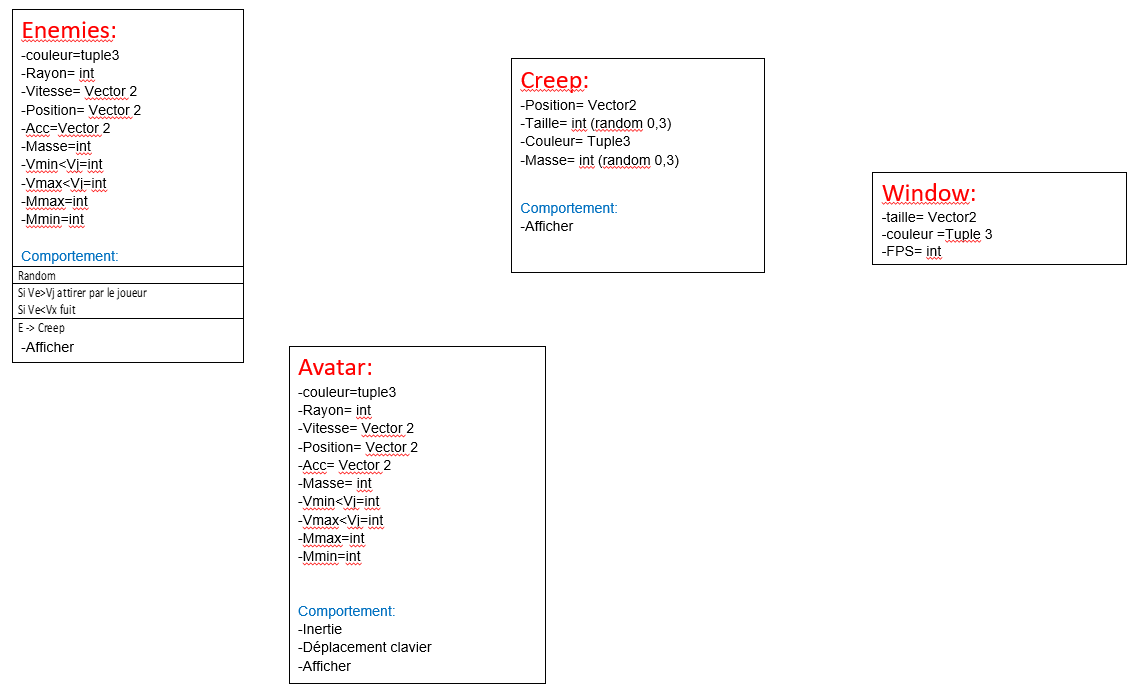 Enemies:
-couleur=tuple3
-Rayon= int
-Vitesse= Vector 2
-Position= Vector 2
-Acc=Vector 2
-Masse=int
-Vmin<Vj=int
-Vmax<Vj=int
-Mmax=int
-Mmin=int
Comportement:
Random
Si Ve>Vj attirer par le joueur
Si Ve<Vx fuit
E -> Creep
-Afficher
Creep:
-Position= Vector2
-Taille= int (random 0,3)
-Couleur= Tuple3
-Masse= int (random 0,3)
Comportement:
-Afficher
Window:
-taille= Vector2
-couleur =Tuple 3
-FPS= int
Avatar:
-couleur=tuple3
-Rayon= int
-Vitesse= Vector 2
-Position= Vector 2
-Acc= Vector 2
-Masse= int
-Vmin<Vj=int
-Vmax<Vj=int
-Mmax=int
-Mmin=int
Comportement:
-Inertie
-Déplacement clavier
-Afficher